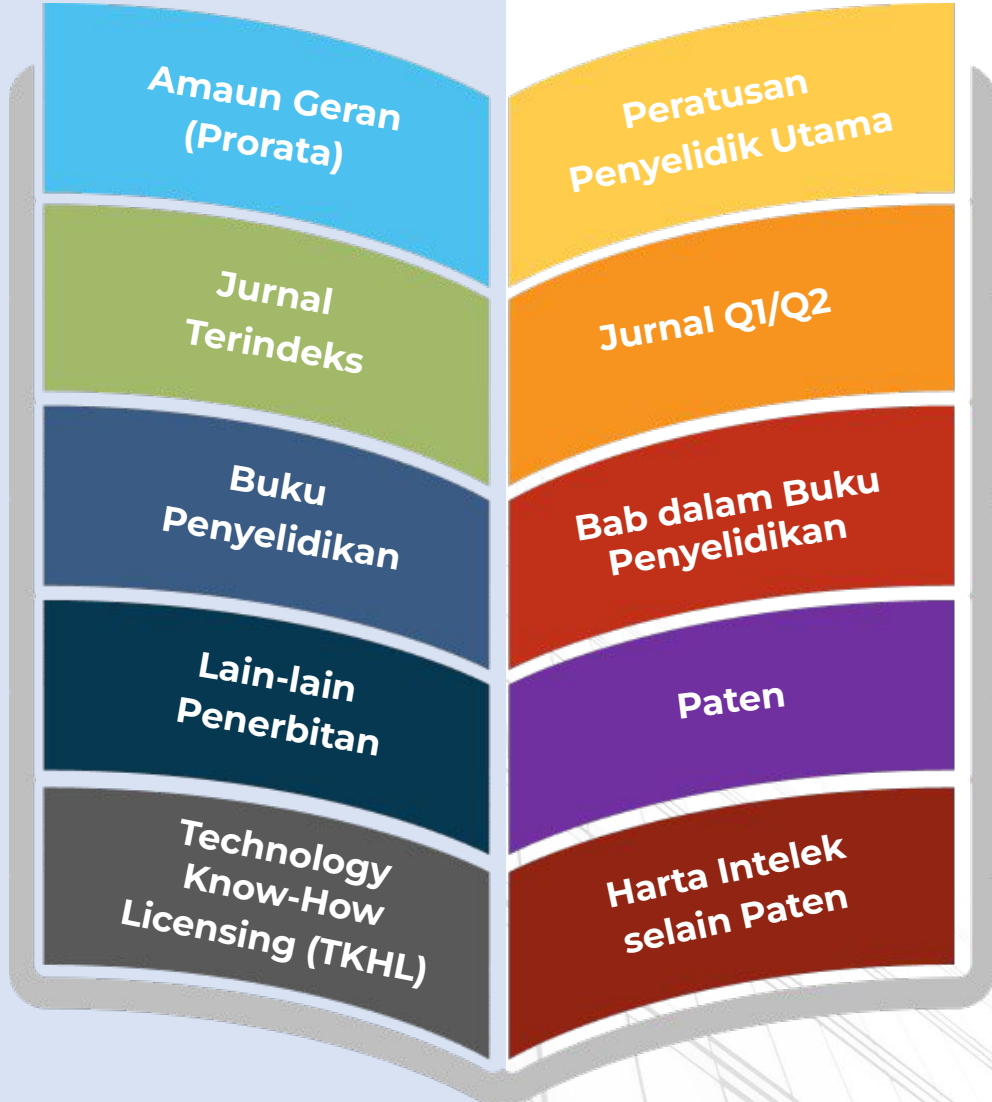 Amaun Geran
(Prorata)
Peratusan
Penyelidik Utama
Jurnal
Terindeks
Jurnal Q1/Q2
Buku
Penyelidikan
Bab dalam Buku
Penyelidikan
Lain-lain
Penerbitan
Paten
Technology
Know-How
Licensing (TKHL)
Harta Intelek
selain Paten